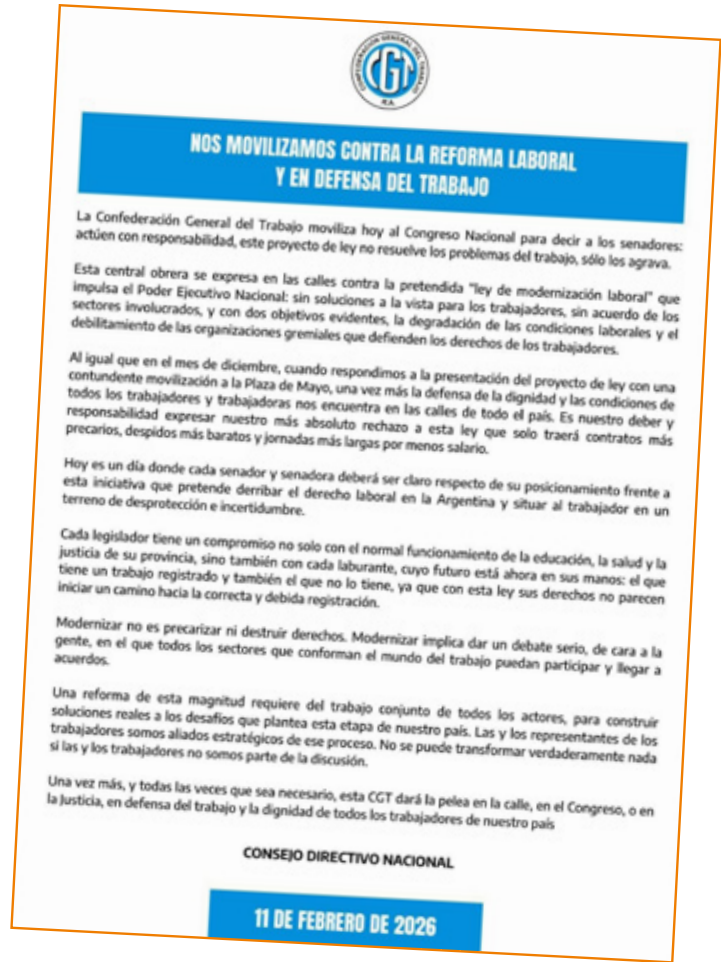 CONFEDERACIÓN GENERAL DEL TRABAJO
CGT
R.A.
NOS MOVILIZAMOS CONTRA LA REFORMA LABORAL
Y EN DEFENSA DEL TRABAJO
La Confederación General del Trabajo moviliza hoy al Congreso Nacional para decir a los senadores:
actúen con responsabilidad, este proyecto de ley no resuelve los problemas del trabajo, sólo los agrava.
Esta central obrera se expresa en las calles contra la pretendida "ley de modernización laboral" que
impulsa el Poder Ejecutivo Nacional: sin soluciones a la vista para los trabajadores, sin acuerdo de los
sectores involucrados, y con dos objetivos evidentes, la degradación de las condiciones laborales y el
debilitamiento de las organizaciones gremiales que defienden los derechos de los trabajadores.
Al igual que en el mes de diciembre, cuando respondimos a la presentación del proyecto de ley con una
contundente movilización a la Plaza de Mayo, una vez más la defensa de la dignidad y las condiciones de
todos los trabajadores y trabajadoras nos encuentra en las calles de todo el país. Es nuestro deber y
responsabilidad expresar nuestro más absoluto rechazo a esta ley que solo traerá contratos más
precarios, despidos más baratos y jornadas más largas por menos salario.
Hoy es un día donde cada senador y senadora deberá ser claro respecto de su posicionamiento frente a
esta iniciativa que pretende derribar el derecho laboral en la Argentina y situar al trabajador en un
terreno de desprotección e incertidumbre.
Cada legislador tiene un compromiso no solo con el normal funcionamiento de la educación, la salud y la
justicia de su provincia, sino también con cada laburante, cuyo futuro está ahora en sus manos: el que
tiene un trabajo registrado y también el que no lo tiene, ya que con esta ley sus derechos no parecen
iniciar un camino hacia la correcta y debida registración.
Modernizar no es precarizar ni destruir derechos. Modernizar implica dar un debate serio, de cara a la
gente, en el que todos los sectores que conforman el mundo del trabajo puedan participar y llegar a
acuerdos.
Una reforma de esta magnitud requiere del trabajo conjunto de todos los actores, para construir
soluciones reales a los desafíos que plantea esta etapa de nuestro país. Las y los representantes de los
trabajadores somos aliados estratégicos de ese proceso. No se puede transformar verdaderamente nada
si las y los trabajadores no somos parte de la discusión.
Una vez más, y todas las veces que sea necesario, esta CGT dará la pelea en la calle, en el Congreso, o en
la Justicia, en defensa del trabajo y la dignidad de todos los trabajadores de nuestro país
CONSEJO DIRECTIVO NACIONAL
11 DE FEBRERO DE 2026